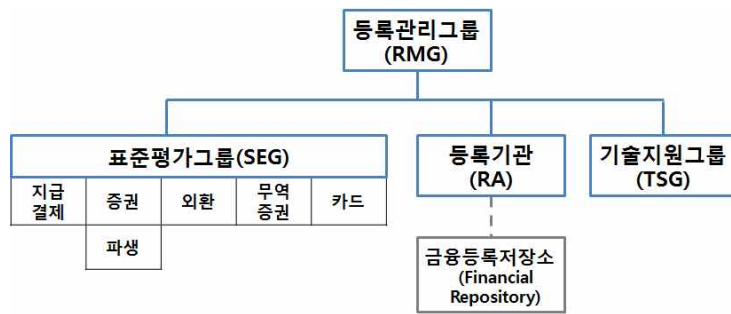 등록관리그룹
(RMG)
표준평가그룹(SEG)
지급
결제
증권
외환
무역
증권
카드
파생
등록기관
(RA)
금융등록저장소
(Financial
Repository)
기술지원그룹
(TSG)